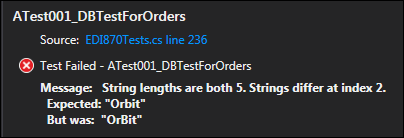 ATest001_DBTestForOrders
Source: EDI870Tests.cs line 236
Test Failed - ATest001_DBTestForOrders
Message: String lengths are both 5. Strings differ at index 2.
Expected: "Orbit"
But was: "OrBit"